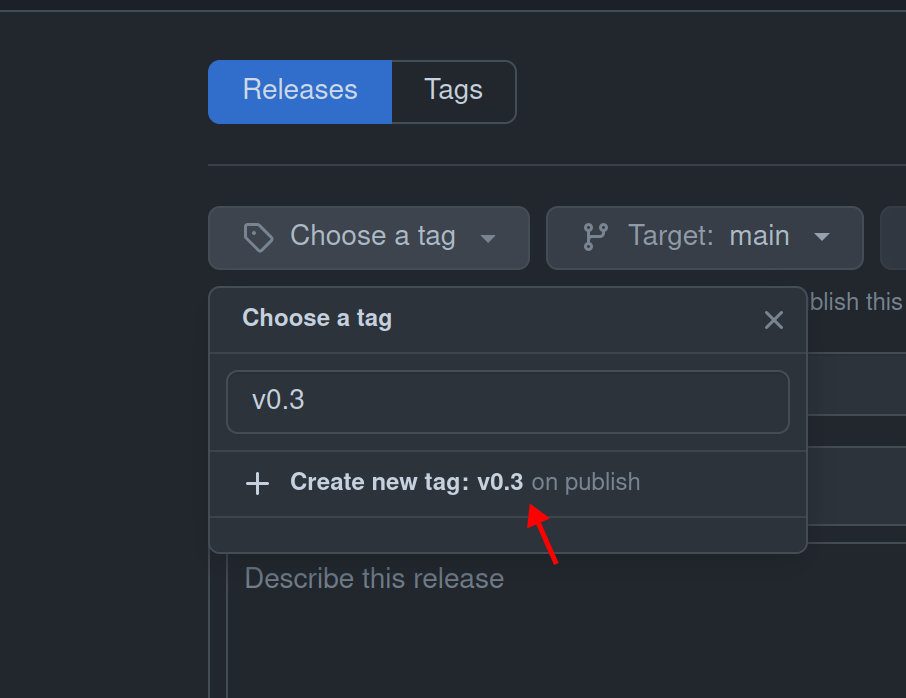 Releases Tags
Choose a tag Target: main
blish this
Choose a tag
v0.3
Create new tag: v0.3 on publish
Describe this release